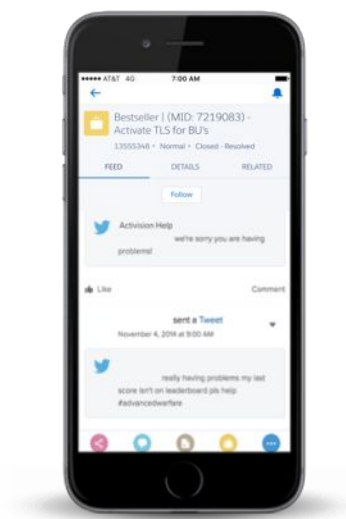 AT&T 4G 7:00 AM
Bestseller | (MID: 7219083) -
Activate TLS for BU's
13555346 • Normal • Closed - Resolved
FEED DETAILS RELATED
Follow
Activision Help
we're sorry you are having
problems!
Like Comment
sent a Tweet
November 4, 2014 at 9:00 AM
really having problems my last
score isn't on leaderboard pls help
#advancedwarfare